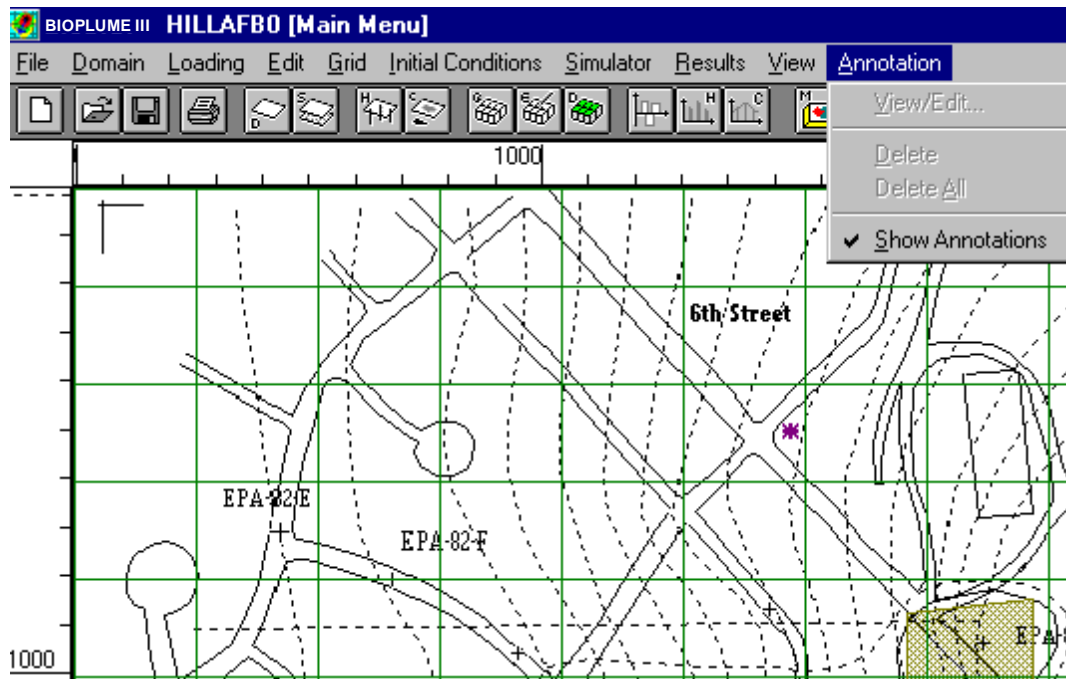 BIOPLUME III HILLAFB0 [Main Menu]
File Domain Loading Edit Grid Initial Conditions Simulator Results View Annotation
D S H C G E D H C M
View/Edit...
Delete
Delete All
Show Annotations
1000
6th Street
EPA-82-E
EPA-82-F
1000